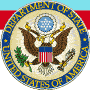 DEPARTMENT OF STATE
UNITED STATES OF AMERICA